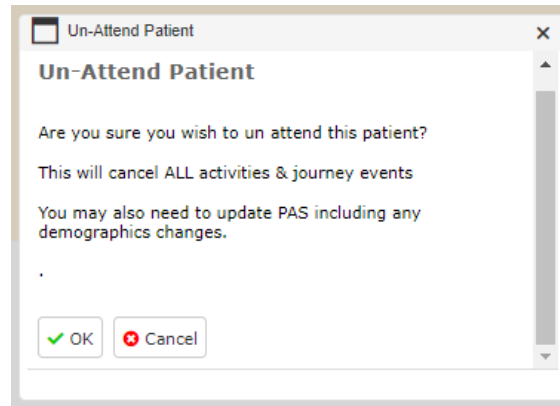 Un-Attend Patient
Un-Attend Patient
Are you sure you wish to un attend this patient?
This will cancel ALL activities & journey events
You may also need to update PAS including any
demographics changes.
.
OK
Cancel